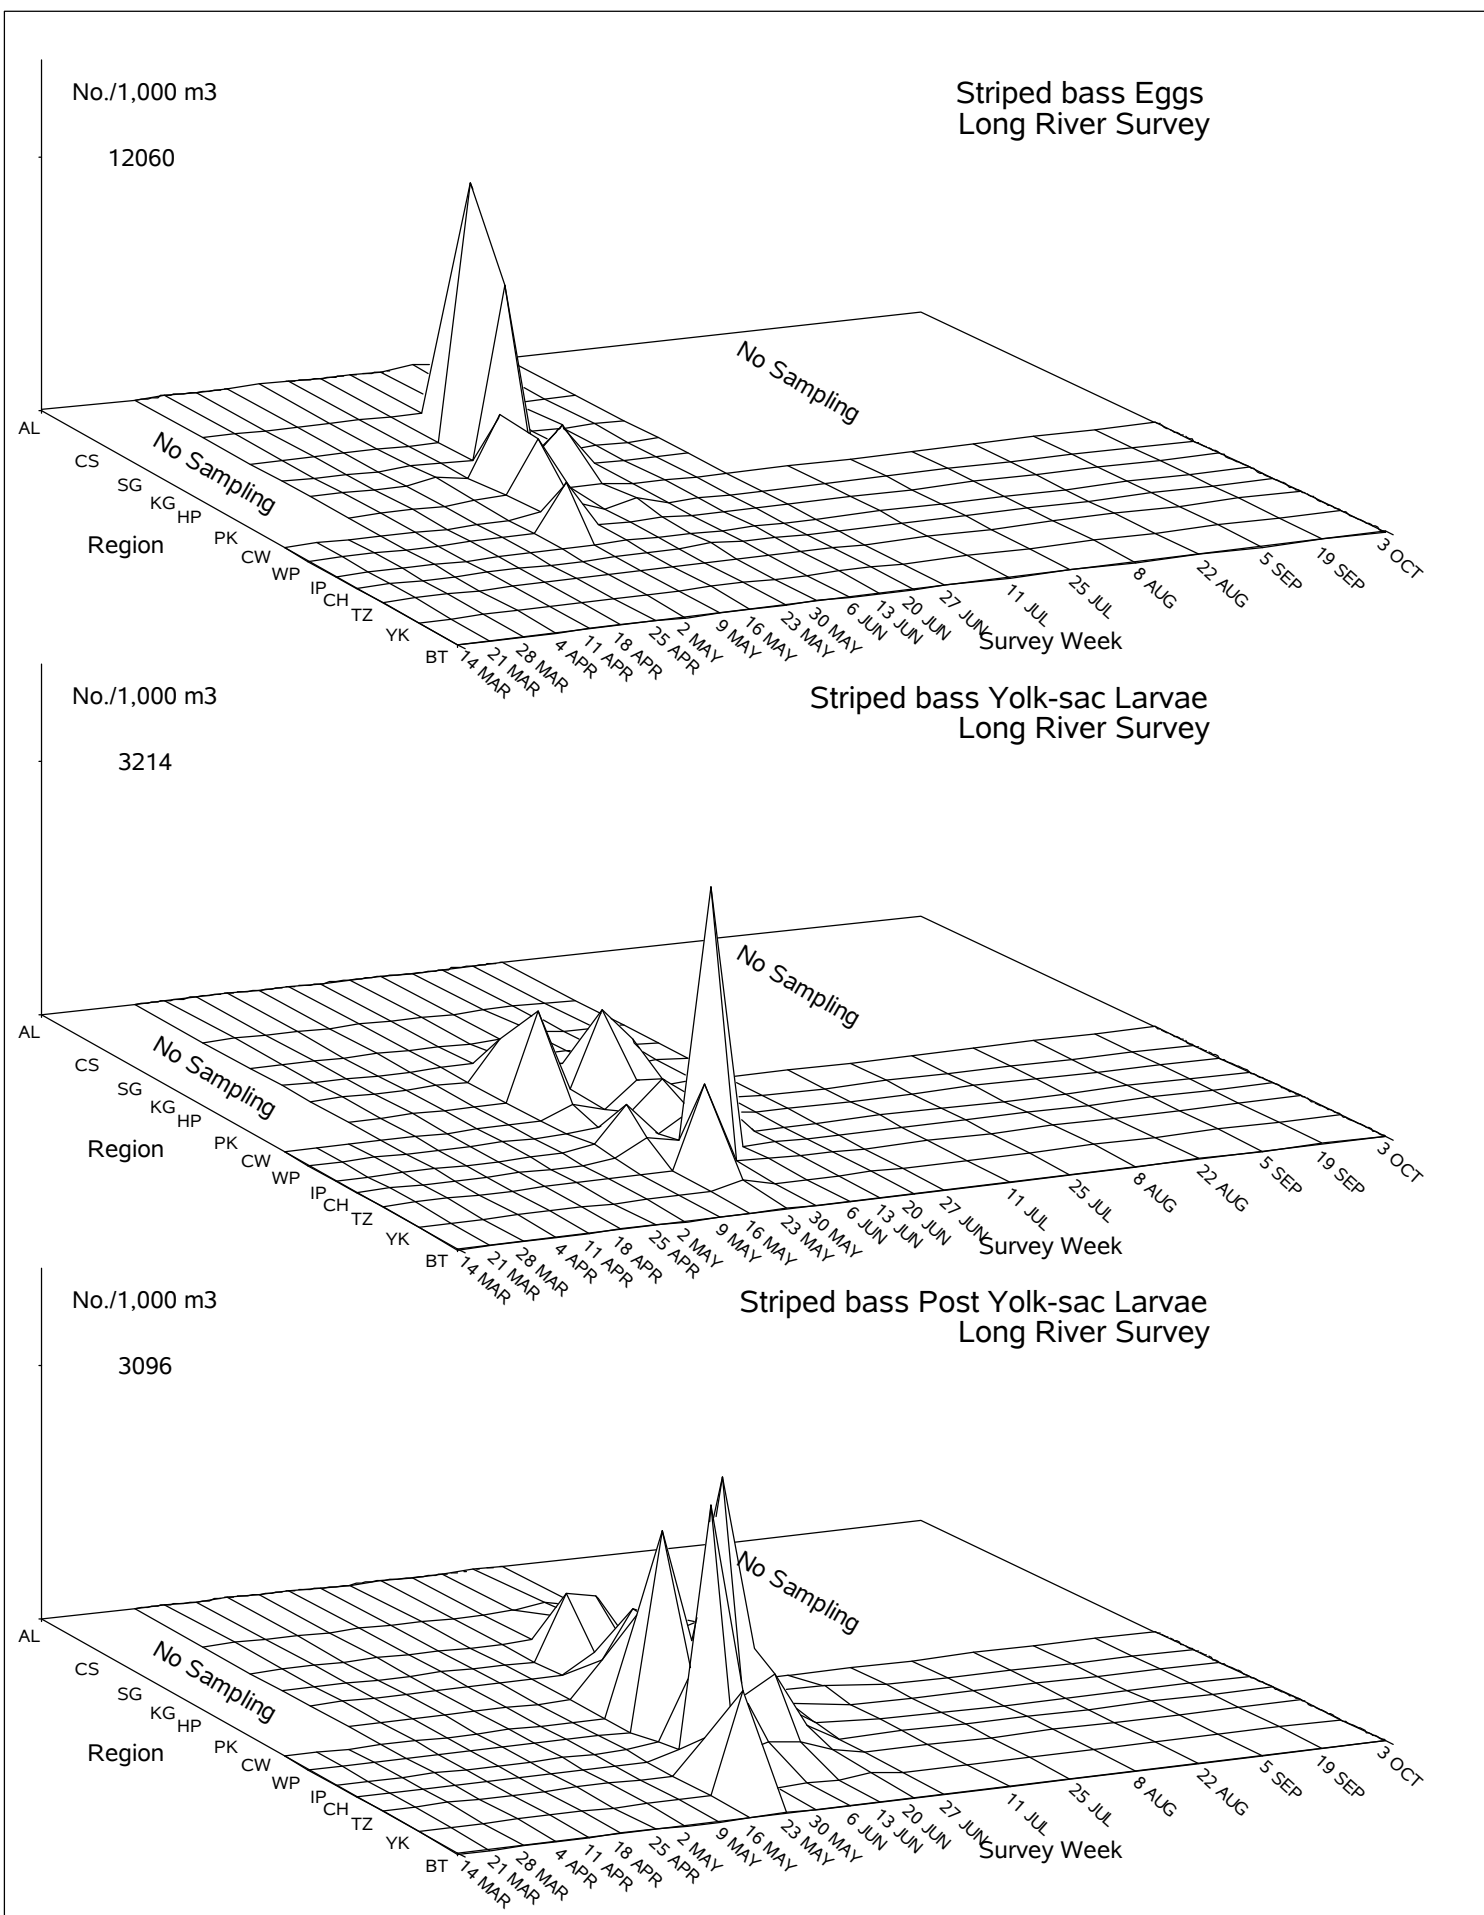 No./1,000 m3
Striped bass Eggs
Long River Survey
12060
No Sampling
AL
CS
No Sampling
SG
KG
HP
PK
Region
CW
WP
IP
CH
TZ
YK
BT
14 MAR
21 MAR
28 MAR
4 APR
11 APR
18 APR
25 APR
2 MAY
9 MAY
16 MAY
23 MAY
30 MAY
6 JUN
13 JUN
20 JUN
27 JUN
11 JUL
25 JUL
8 AUG
22 AUG
5 SEP
19 SEP
3 OCT
Survey Week
No./1,000 m3
Striped bass Yolk-sac Larvae
Long River Survey
3214
No Sampling
AL
CS
No Sampling
SG
KG
HP
PK
Region
CW
WP
IP
CH
TZ
YK
BT
14 MAR
21 MAR
28 MAR
4 APR
11 APR
18 APR
25 APR
2 MAY
9 MAY
16 MAY
23 MAY
30 MAY
6 JUN
13 JUN
20 JUN
27 JUN
11 JUL
25 JUL
8 AUG
22 AUG
5 SEP
19 SEP
3 OCT
Survey Week
No./1,000 m3
Striped bass Post Yolk-sac Larvae
Long River Survey
3096
No Sampling
AL
CS
No Sampling
SG
KG
HP
PK
Region
CW
WP
IP
CH
TZ
YK
BT
14 MAR
21 MAR
28 MAR
4 APR
11 APR
18 APR
25 APR
2 MAY
9 MAY
16 MAY
23 MAY
30 MAY
6 JUN
13 JUN
20 JUN
27 JUN
11 JUL
25 JUL
8 AUG
22 AUG
5 SEP
19 SEP
3 OCT
Survey Week